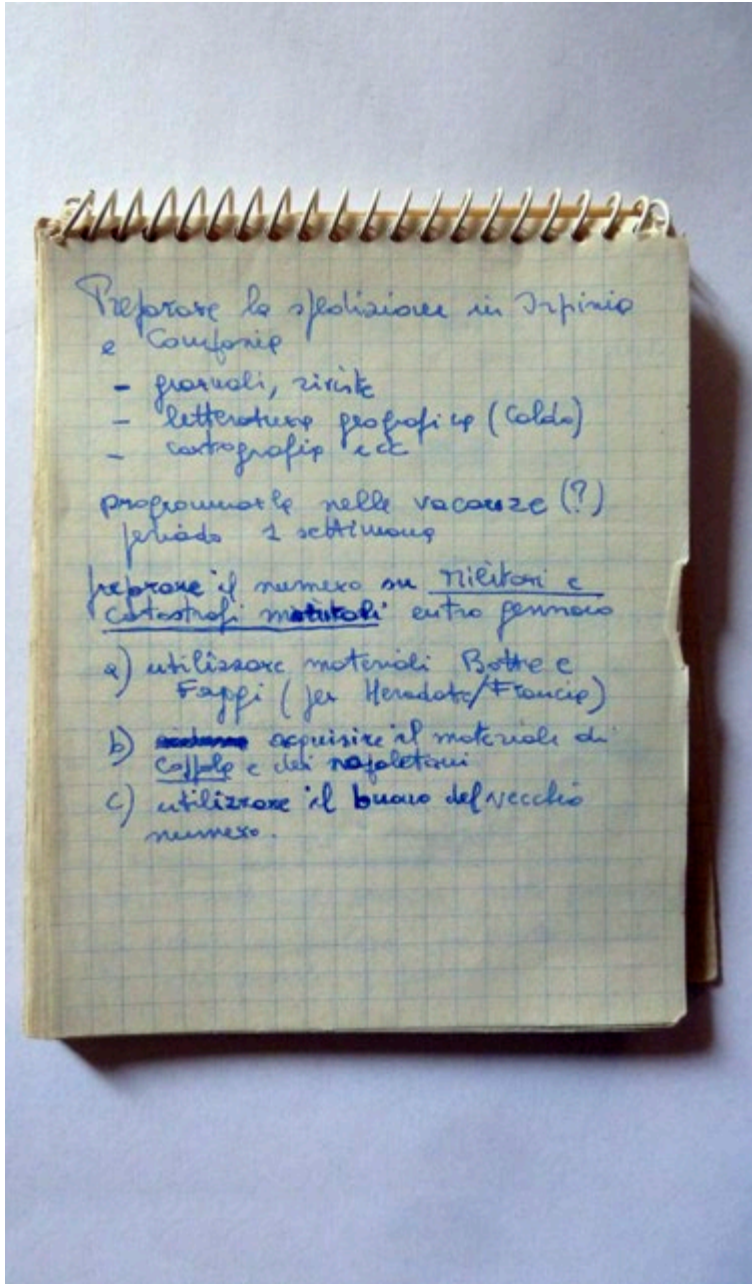 Preparare la spedizione in Irpinia
e Campania
- giornali, riviste
- letteratura geografica (Caldo)
- cartografia ecc
programmarla nelle vacanze (?)
periodo 1 settimana
preparare il numero su Militari e
Catastrofi naturali entro gennaio
a) utilizzare materiali Botte e
Faggi (per Herodote/Francia)
b) acquisire il materiale di
Coppola e dei napoletani
c) utilizzare il buono del vecchio
numero.